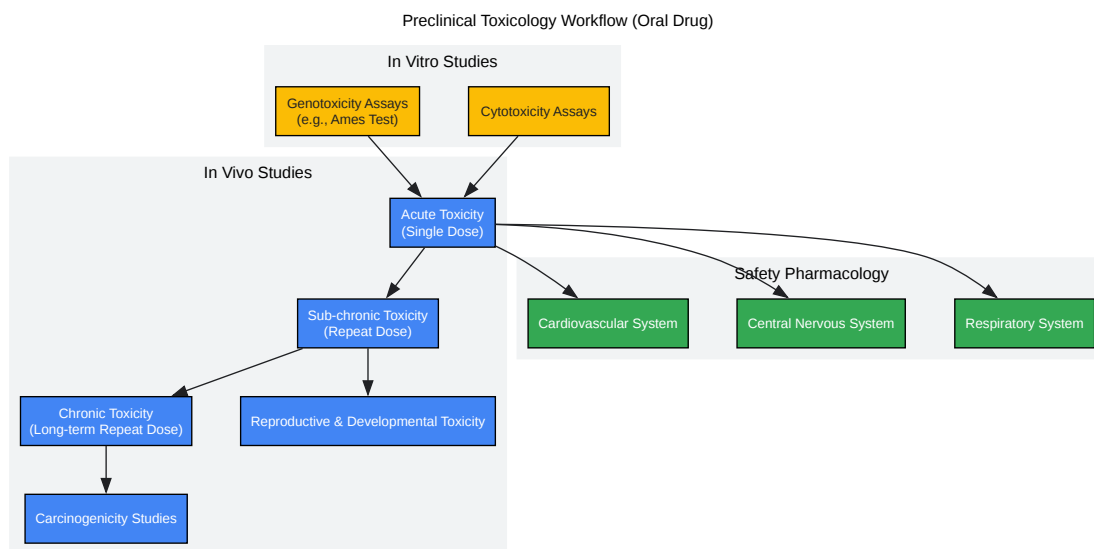 Preclinical Toxicology Workflow (Oral Drug)
In Vitro Studies
Genotoxicity Assays
(e.g., Ames Test)
Cytotoxicity Assays
In Vivo Studies
Acute Toxicity
(Single Dose)
Safety Pharmacology
Sub-chronic Toxicity
(Repeat Dose)
Cardiovascular System
Central Nervous System
Respiratory System
Chronic Toxicity
(Long-term Repeat Dose)
Reproductive & Developmental Toxicity
Carcinogenicity Studies